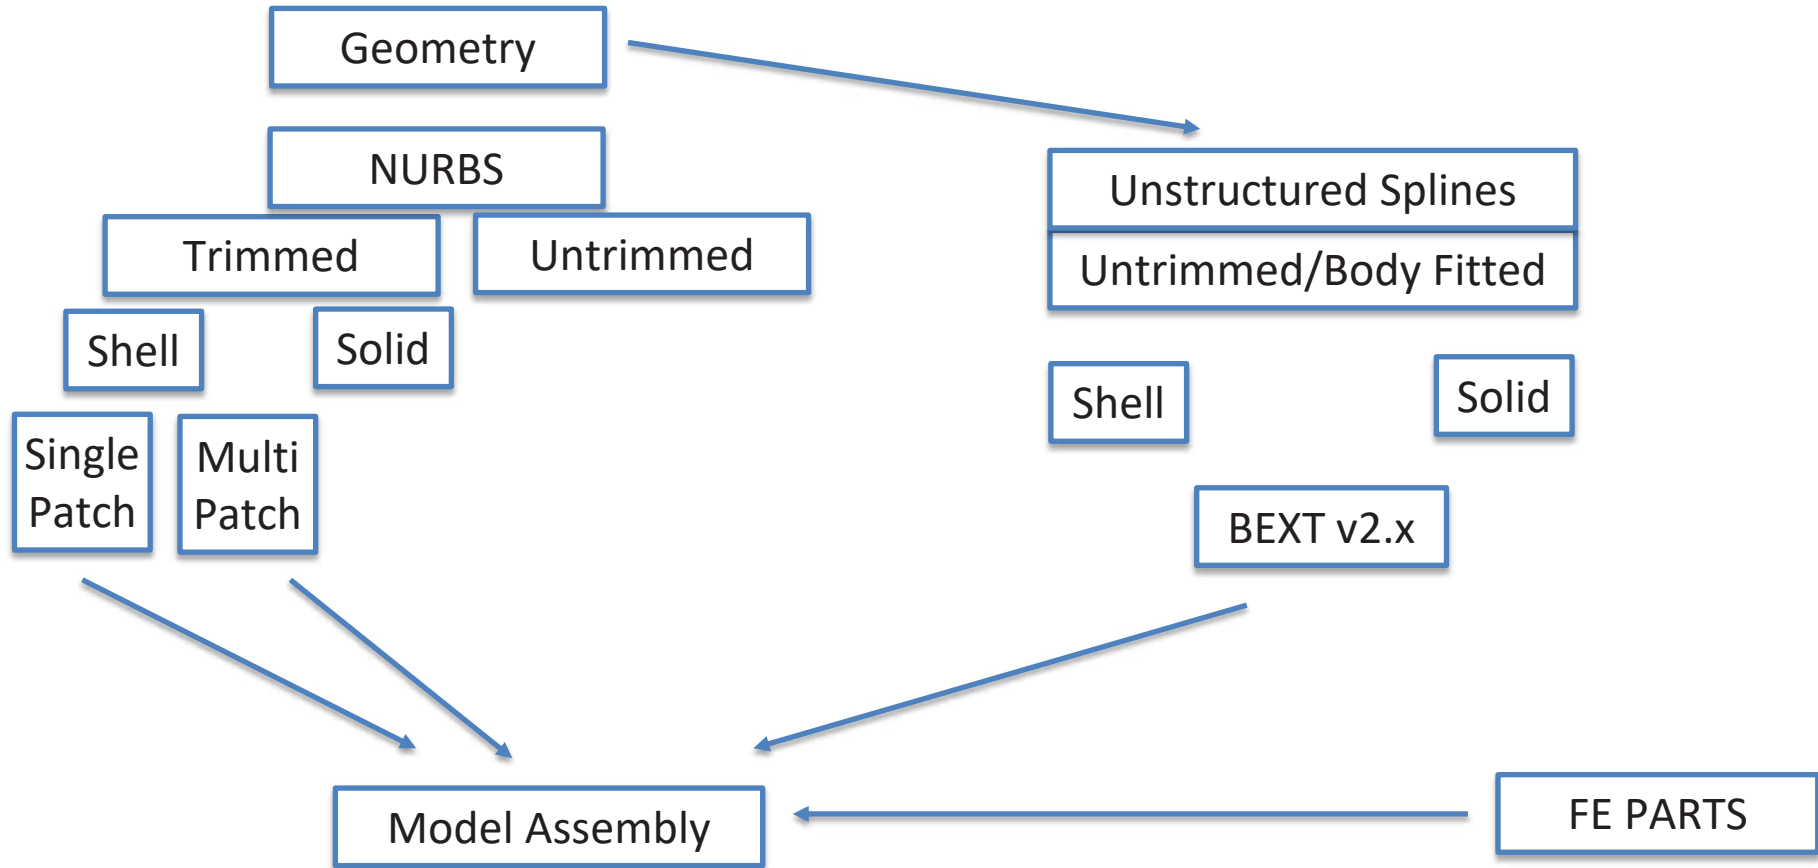 Geometry
NURBS
Trimmed
Untrimmed
Shell
Solid
Single
Patch
Multi
Patch
Unstructured Splines
Untrimmed/Body Fitted
Shell
Solid
BEXT v2.x
Model Assembly
FE PARTS